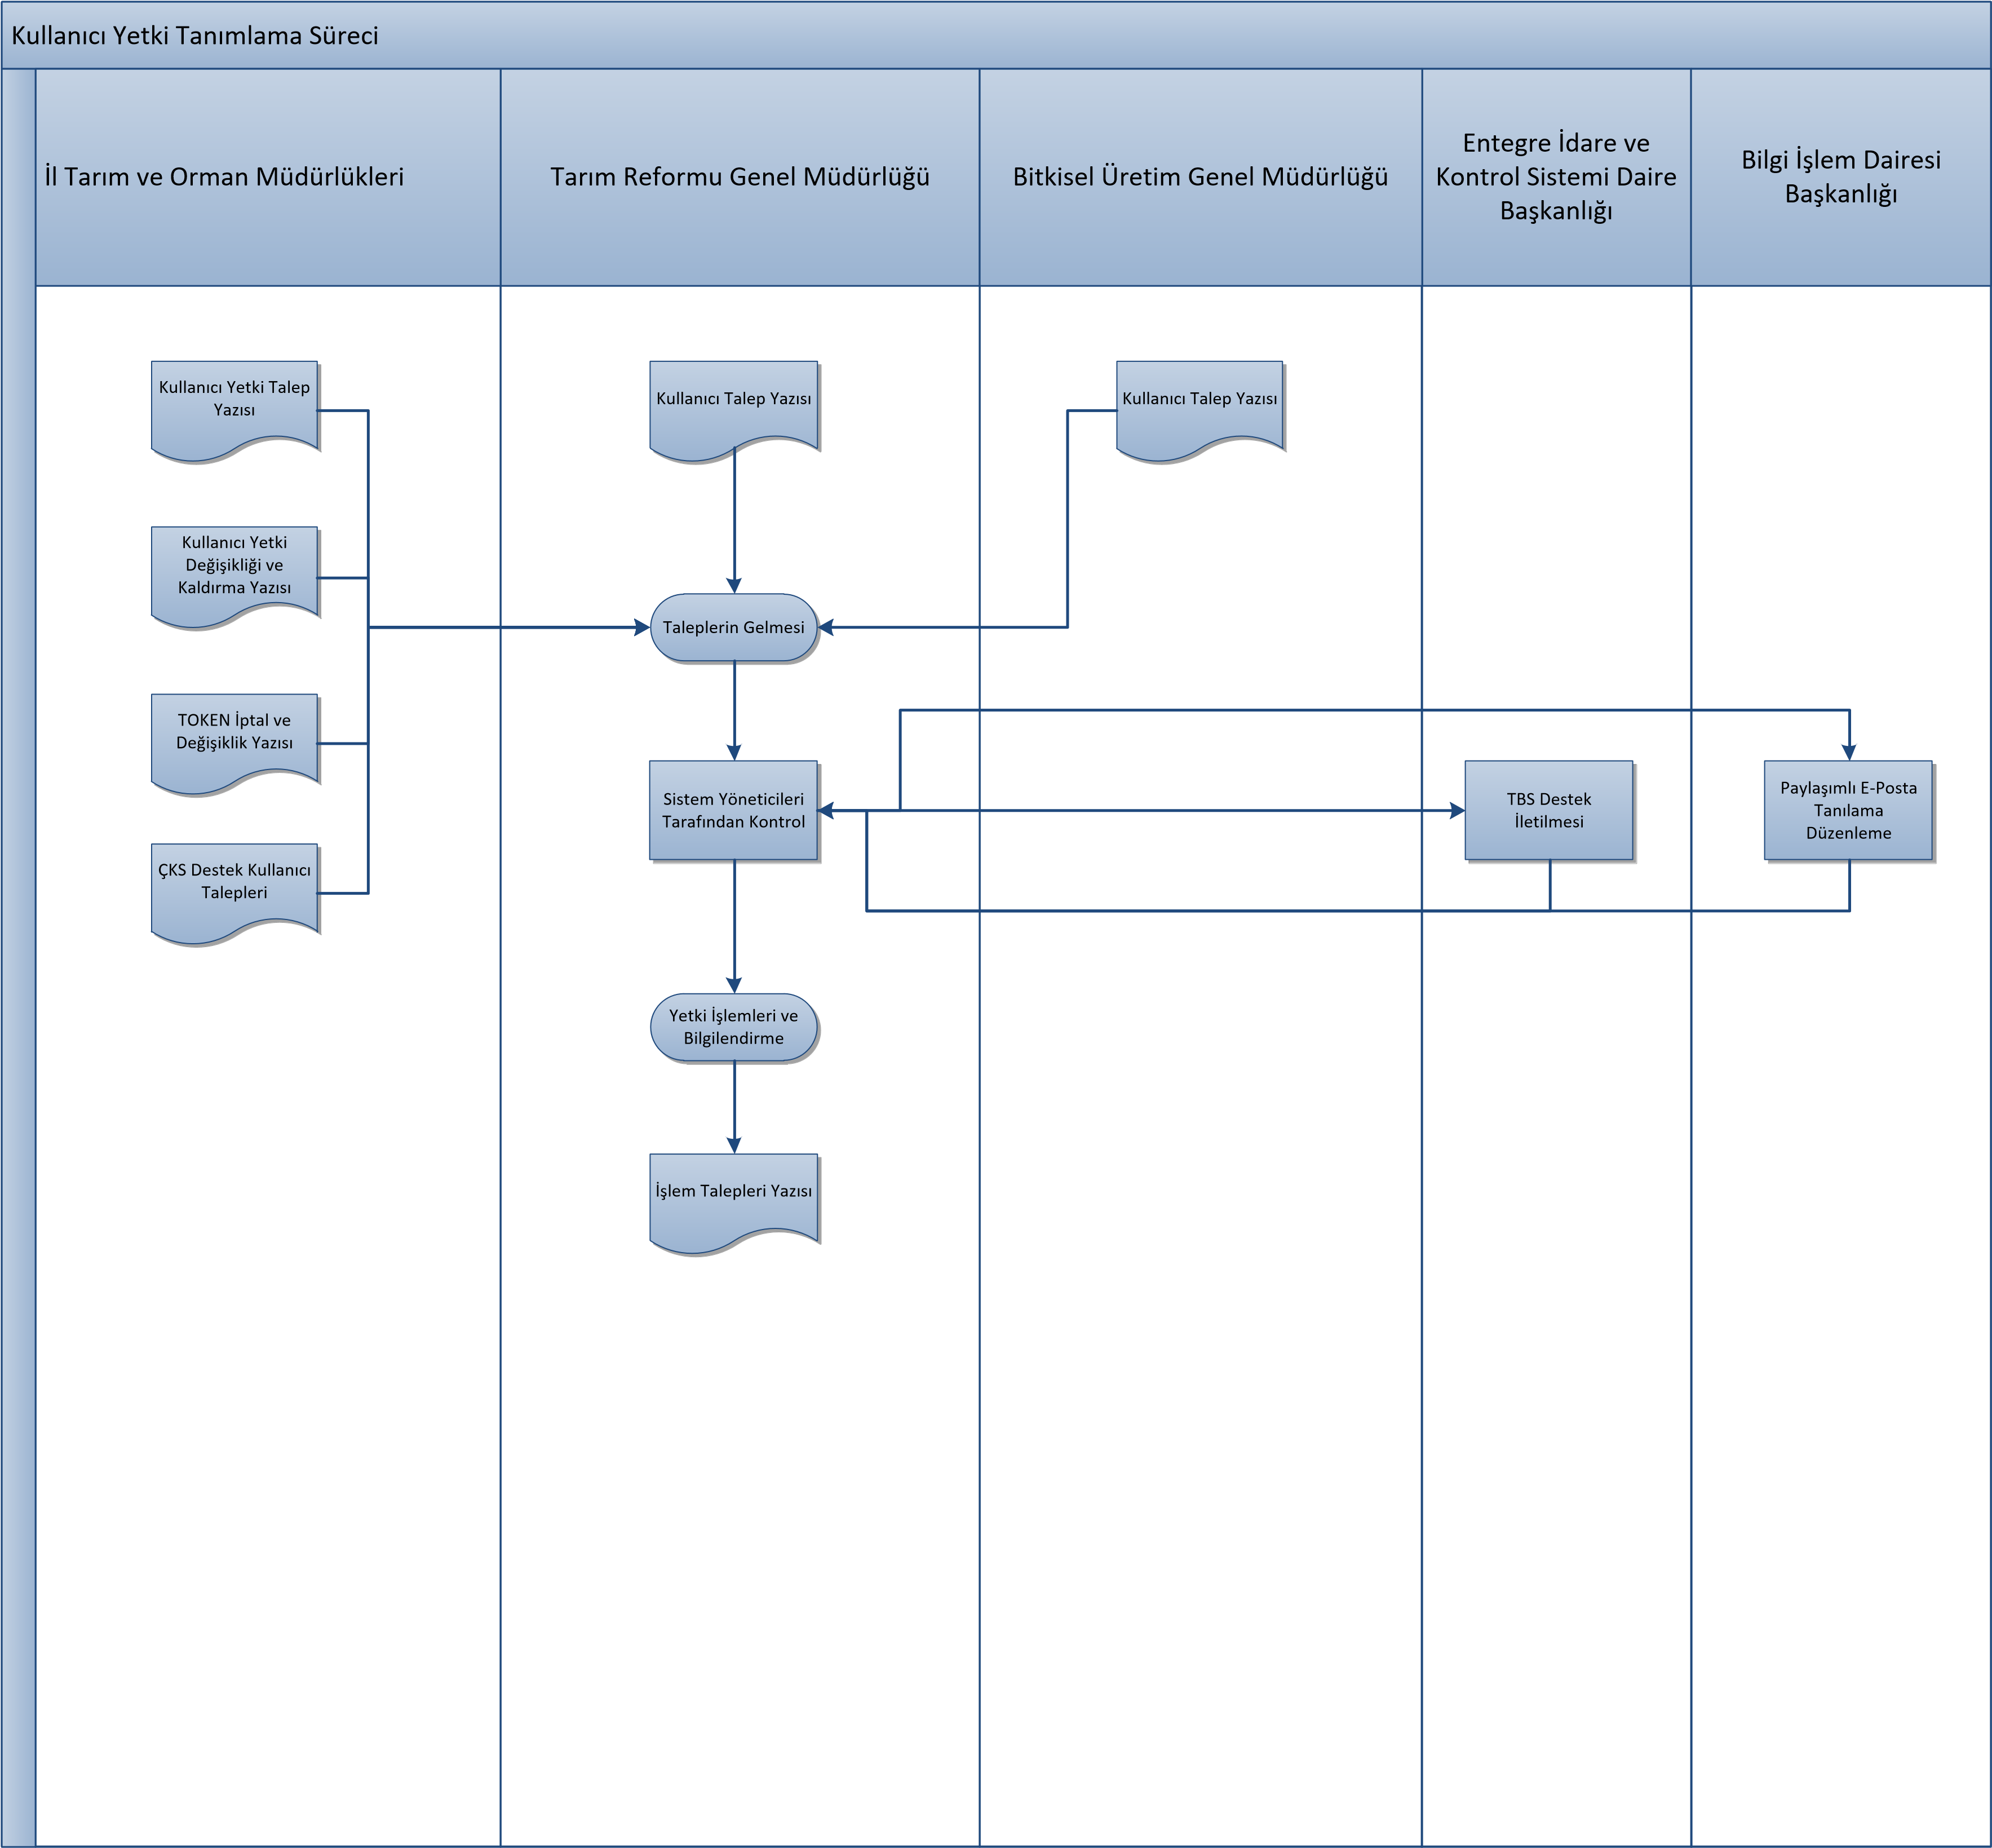 Kullanıcı Yetki Tanımlama Süreci
İl Tarım ve Orman Müdürlükleri
Tarım Reformu Genel Müdürlüğü
Bitkisel Üretim Genel Müdürlüğü
Entegre İdare ve
Kontrol Sistemi Daire
Başkanlığı
Bilgi İşlem Dairesi
Başkanlığı
Kullanıcı Yetki Talep
Yazısı
Kullanıcı Talep Yazısı
Kullanıcı Talep Yazısı
Kullanıcı Yetki
Değişikliği ve
Kaldırma Yazısı
Taleplerin Gelmesi
TOKEN İptal ve
Değişiklik Yazısı
Sistem Yöneticileri
Tarafından Kontrol
TBS Destek
İletilmesi
Paylaşımlı E-Posta
Tanılama
Düzenleme
ÇKS Destek Kullanıcı
Talepleri
Yetki İşlemleri ve
Bilgilendirme
İşlem Talepleri Yazısı